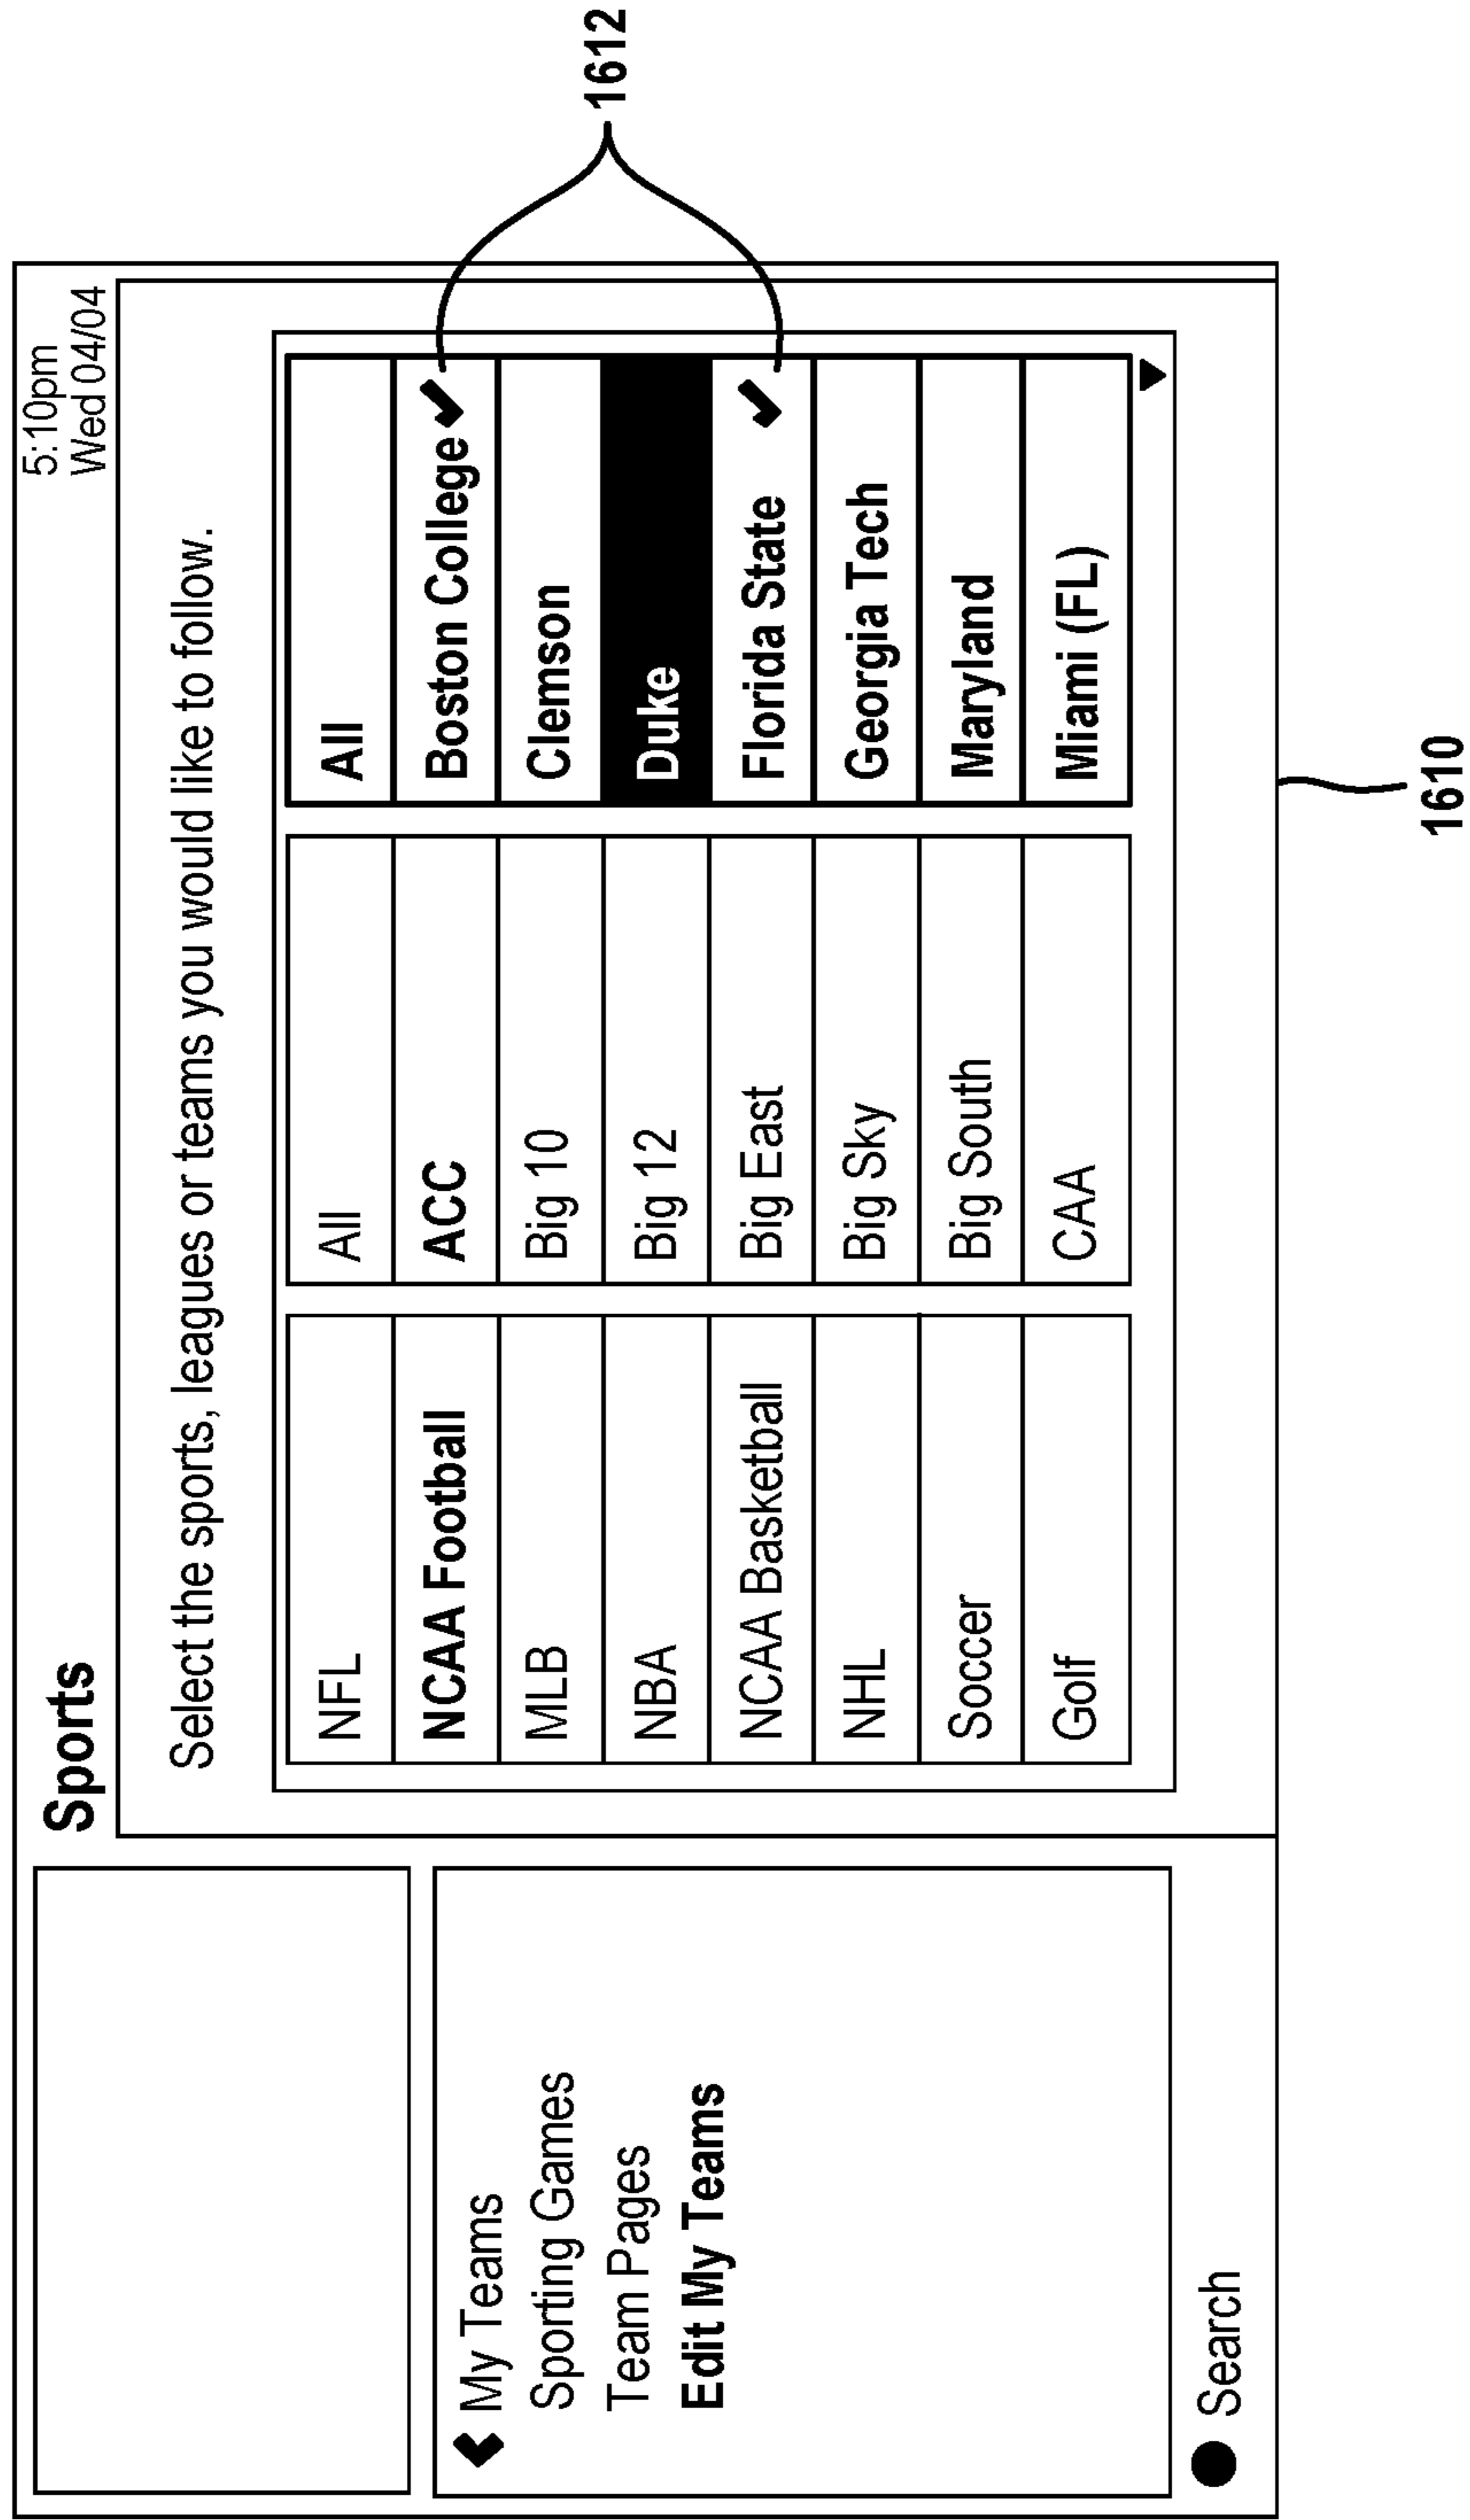 Sports
5:10pm
Wed 04/04
Select the sports, leagues or teams you would like to follow.
My Teams
Sporting Games
Team Pages
Edit My Teams
Search
NFL
NCAA Football
MLB
NBA
NCAA Basketball
NHL
Soccer
Golf
All
ACC
Big 10
Big 12
Big East
Big Sky
Big South
CAA
All
Boston College
Clemson
Duke
Florida State
Georgia Tech
Maryland
Miami (FL)
1612
1610